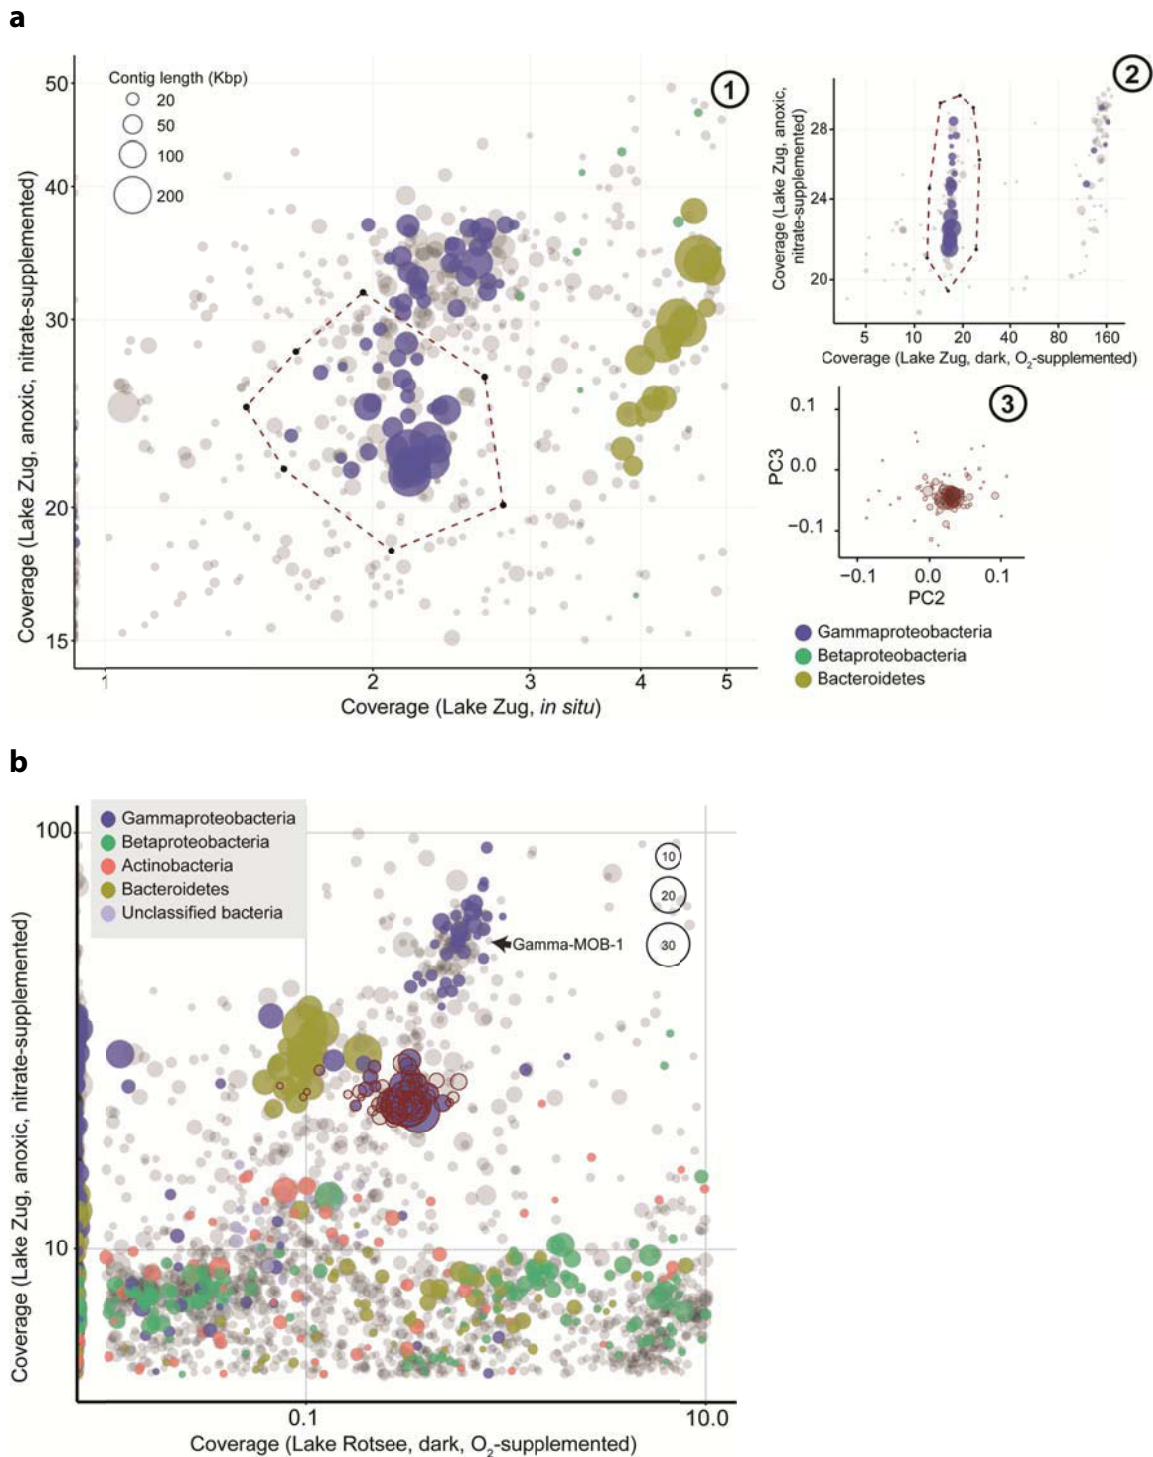 a
Contig length (Kbp)
20
50
100
200
1
50
40
30
20
15
Coverage (Lake Zug, anoxic, nitrate-supplemented)
1
2
3
4
5
Coverage (Lake Zug, in situ)
2
Coverage (Lake Zug, anoxic,
nitrate-supplemented)
28
24
20
5
10
20
40
80
160
Coverage (Lake Zug, dark, O2-supplemented)
3
0.1
0.0
−0.1
PC3
−0.1
0.0
0.1
PC2
Gammaproteobacteria
Betaproteobacteria
Bacteroidetes
b
Gammaproteobacteria
Betaproteobacteria
Actinobacteria
Bacteroidetes
Unclassified bacteria
10
20
30
Gamma-MOB-1
100
10
Coverage (Lake Zug, anoxic, nitrate-supplemented)
0.1
10.0
Coverage (Lake Rotsee, dark, O2-supplemented)